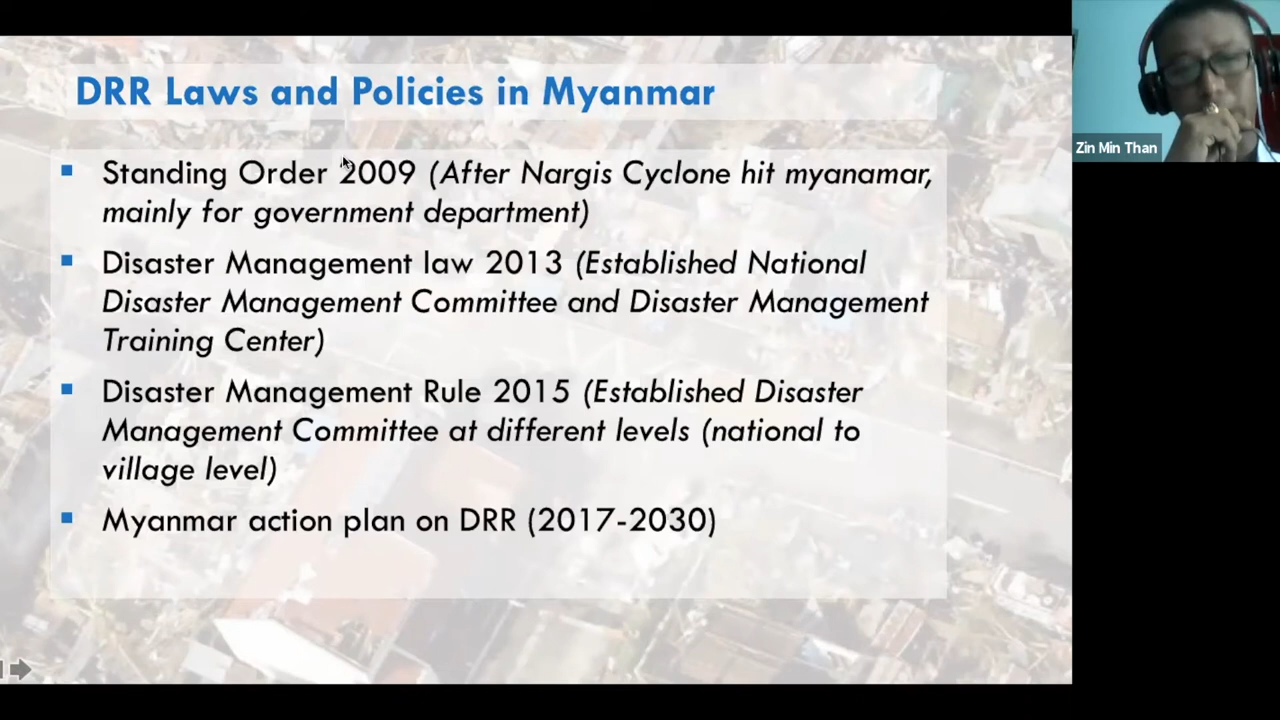 DRR Laws and Policies in Myanmar
Standing Order 2009 (After Nargis Cyclone hit myanamar,
mainly for government department)
Disaster Management law 2013 (Established National
Disaster Management Committee and Disaster Management
Training Center)
Disaster Management Rule 2015 (Established Disaster
Management Committee at different levels (national to
village level)
Myanmar action plan on DRR (2017-2030)
Zin Min Than